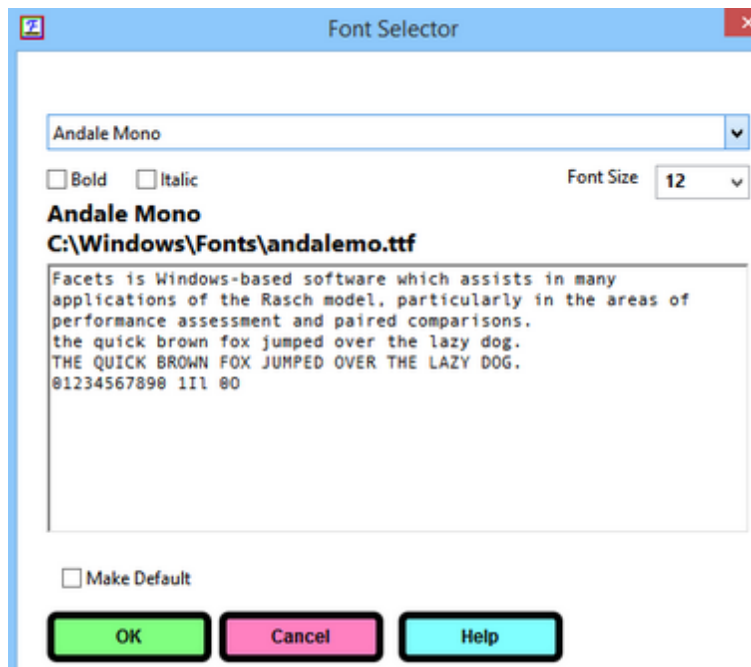 Font Selector
Andale Mono
Bold Italic Font Size 12
Andale Mono
C:\Windows\Fonts\andalemo.ttf
Facets is Windows-based software which assists in many
applications of the Rasch model, particularly in the areas of
performance assessment and paired comparisons.
the quick brown fox jumped over the lazy dog.
THE QUICK BROWN FOX JUMPED OVER THE LAZY DOG.
01234567890 1Il 0O
Make Default
OK Cancel Help